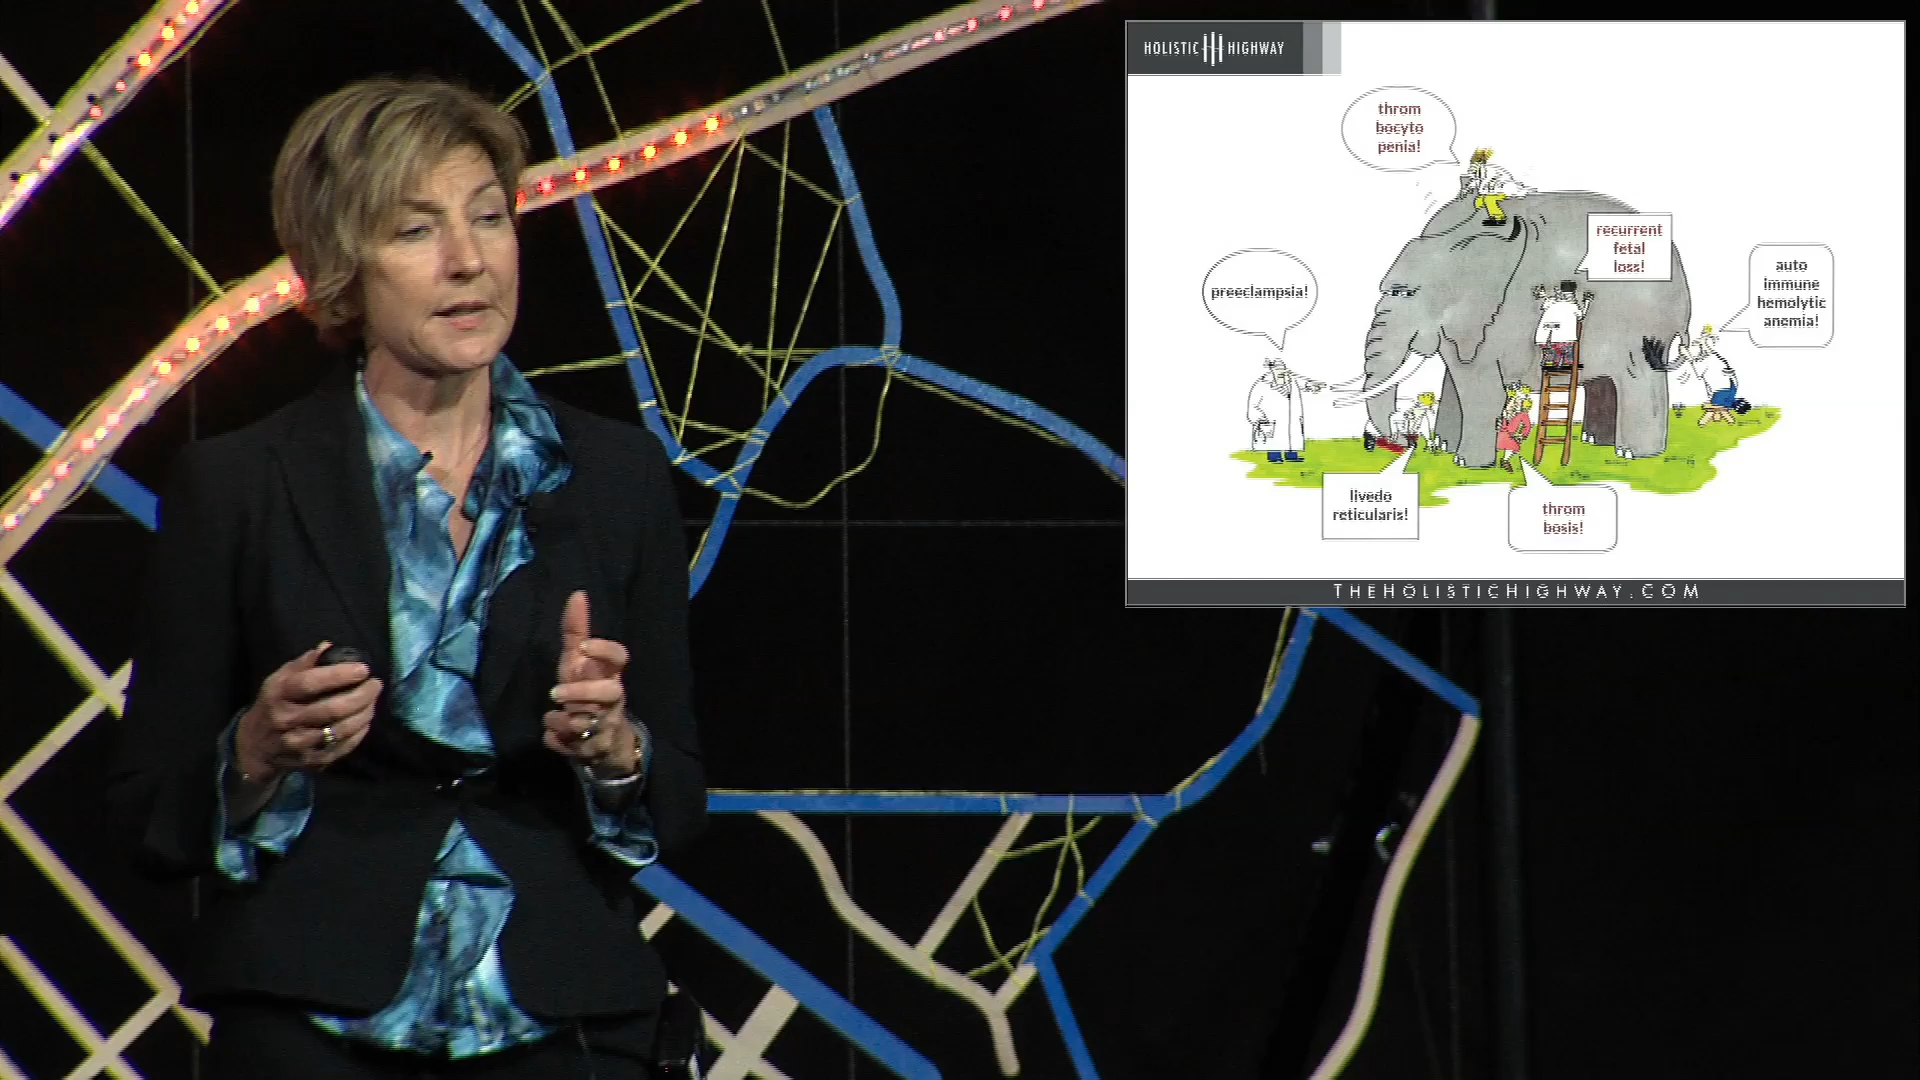 HOLISTIC HIGHWAY
throm
bocyto
penia!
recurrent
fetal
loss!
preeclampsia!
auto
immune
hemolytic
anemia!
livedo
reticularis!
throm
bosis!
THEHOLISTICHIGHWAY.COM